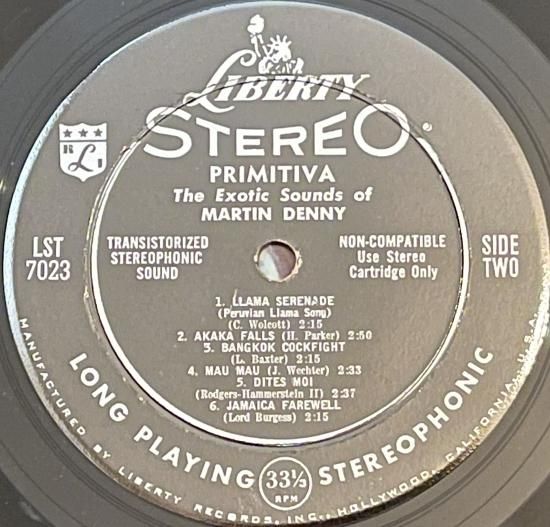 LIBERTY
STEREO®
PRIMITIVA
The Exotic Sounds of
MARTIN DENNY
R L I
LST
7023
TRANSISTORIZED
STEREOPHONIC
SOUND
NON-COMPATIBLE
Use Stereo
Cartridge Only
SIDE
TWO
1. LLAMA SERENADE
(Peruvian Llama Song)
(C. Wolcott) 2:15
2. AKAKA FALLS (H. Parker) 2:50
3. BANGKOK COCKFIGHT
(L. Baxter) 2:15
4. MAU MAU (J. Wechter) 2:33
5. DITES MOI
(Rodgers-Hammerstein II) 2:37
6. JAMAICA FAREWELL
(Lord Burgess) 2:15
LONG PLAYING 33⅓ RPM STEREOPHONIC
MANUFACTURED BY LIBERTY RECORDS, INC., HOLLYWOOD, CALIFORNIA, U.S.A.